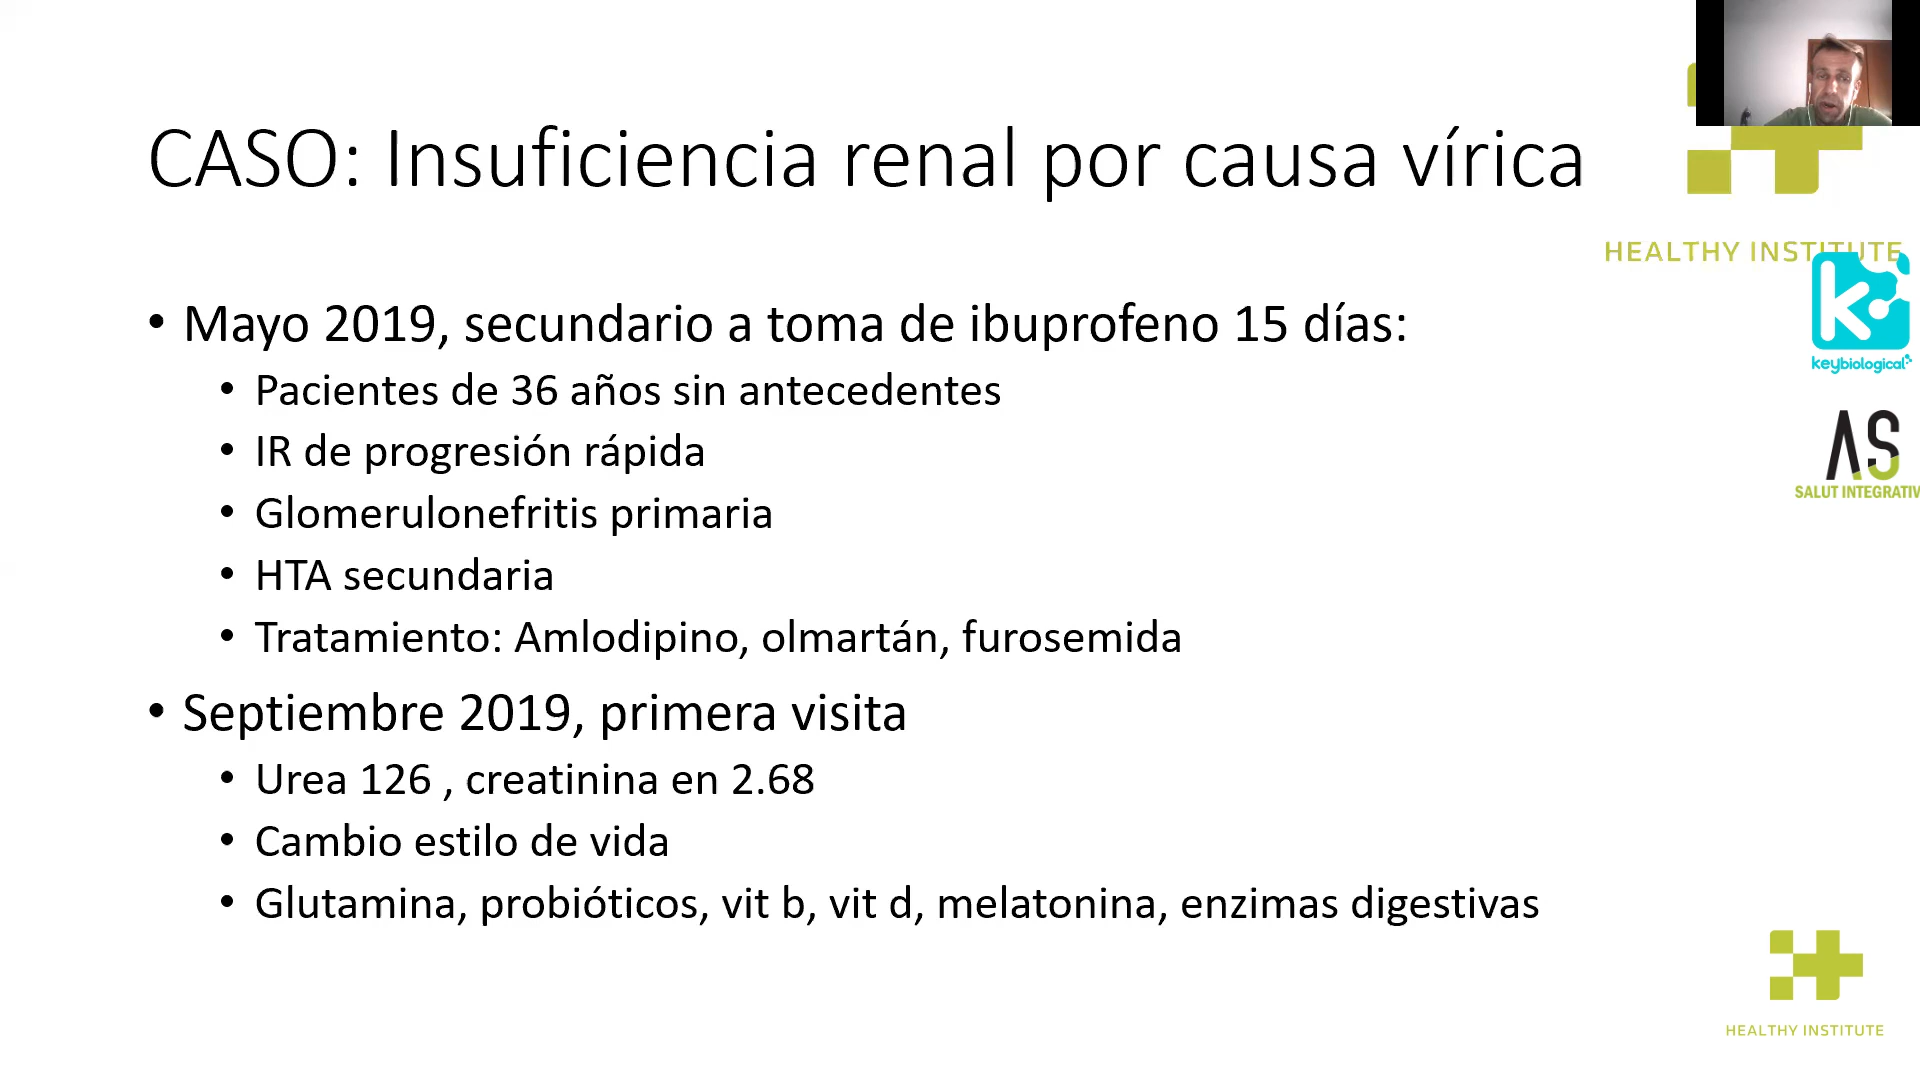 CASO: Insuficiencia renal por causa vírica
HEALTHY INSTITUTE
• Mayo 2019, secundario a toma de ibuprofeno 15 días:
• Pacientes de 36 años sin antecedentes
• IR de progresión rápida
• Glomerulonefritis primaria
• HTA secundaria
• Tratamiento: Amlodipino, olmartán, furosemida
• Septiembre 2019, primera visita
• Urea 126 , creatinina en 2.68
• Cambio estilo de vida
• Glutamina, probióticos, vit b, vit d, melatonina, enzimas digestivas
k
keybiological
AS
SALUT INTEGRATIV
HEALTHY INSTITUTE